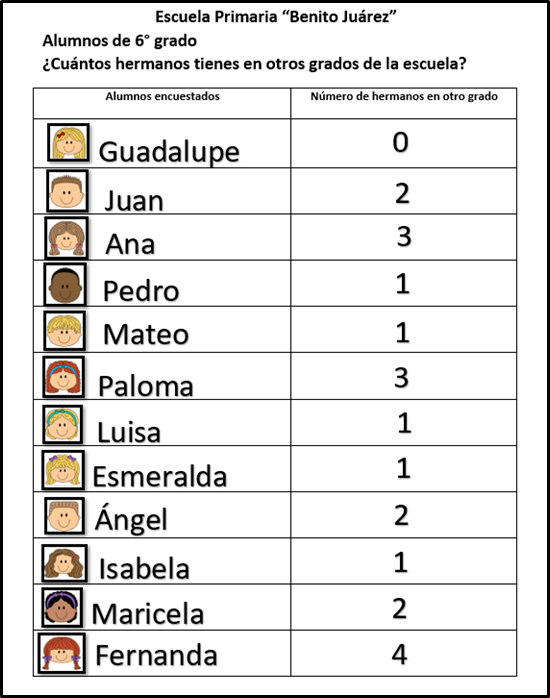 Escuela Primaria “Benito Juárez”
Alumnos de 6° grado
¿Cuántos hermanos tienes en otros grados de la escuela?
Alumnos encuestados Número de hermanos en otro grado
Guadalupe 0
Juan 2
Ana 3
Pedro 1
Mateo 1
Paloma 3
Luisa 1
Esmeralda 1
Ángel 2
Isabela 1
Maricela 2
Fernanda 4